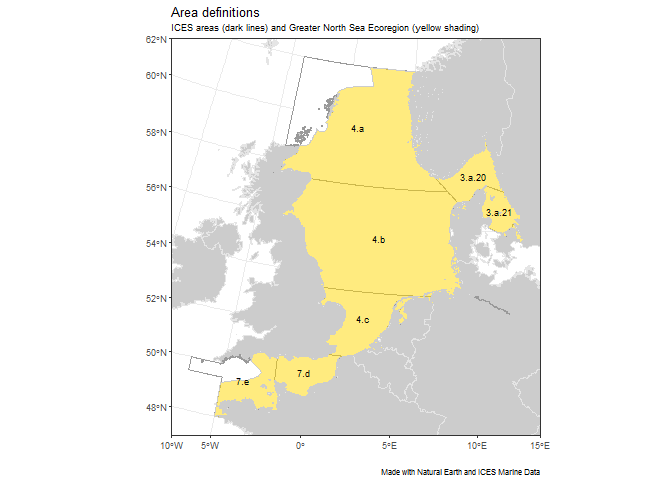 Area definitions
ICES areas (dark lines) and Greater North Sea Ecoregion (yellow shading)
62°N
60°N
58°N
56°N
54°N
52°N
50°N
48°N
4.a
3.a.20
3.a.21
4.b
4.c
7.d
7.e
10°W 5°W 0° 5°E 10°E 15°E
Made with Natural Earth and ICES Marine Data